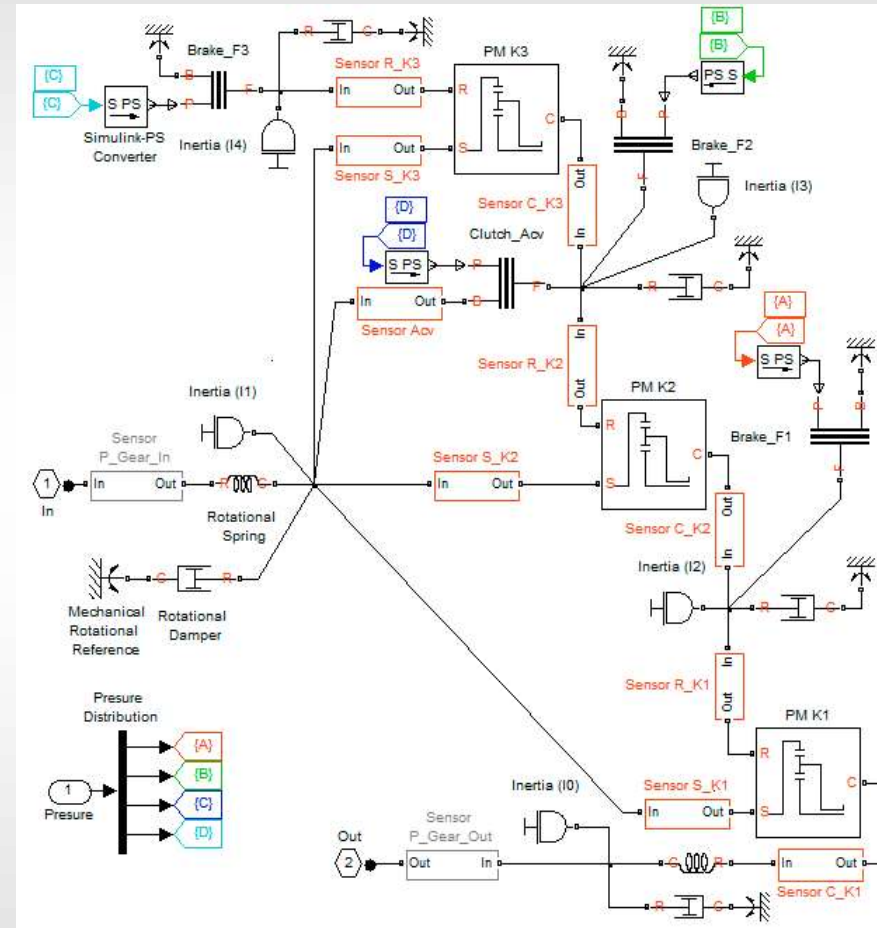 {B}
{B}
PS S
Brake_F3
B
P
F
R
C
{C}
{C}
S PS
Simulink-PS
Converter
Inertia (I4)
Sensor R_K3
In
Out
In
Out
Sensor S_K3
PM K3
R
S
C
Brake_F2
F
Inertia (I3)
Out
Sensor C_K3
In
{D}
{D}
S PS
Clutch_Acv
P
B
F
In
Out
Sensor Acv
R
C
{A}
{A}
S PS
In
Sensor R_K2
Out
PM K2
R
S
C
Brake_F1
P
B
F
Inertia (I1)
Sensor
P_Gear_In
1
In
In
Out
R
C
Rotational
Spring
Sensor S_K2
In
Out
Out
Sensor C_K2
In
Inertia (I2)
R
C
C
R
Mechanical
Rotational
Reference
Rotational
Damper
In
Sensor R_K1
Out
Presure
Distribution
{A}
{B}
{C}
{D}
1
Presure
PM K1
R
S
C
Inertia (I0)
Sensor S_K1
In
Out
Sensor
P_Gear_Out
Out
2
Out
In
C
R
In
Out
Sensor C_K1
R
C